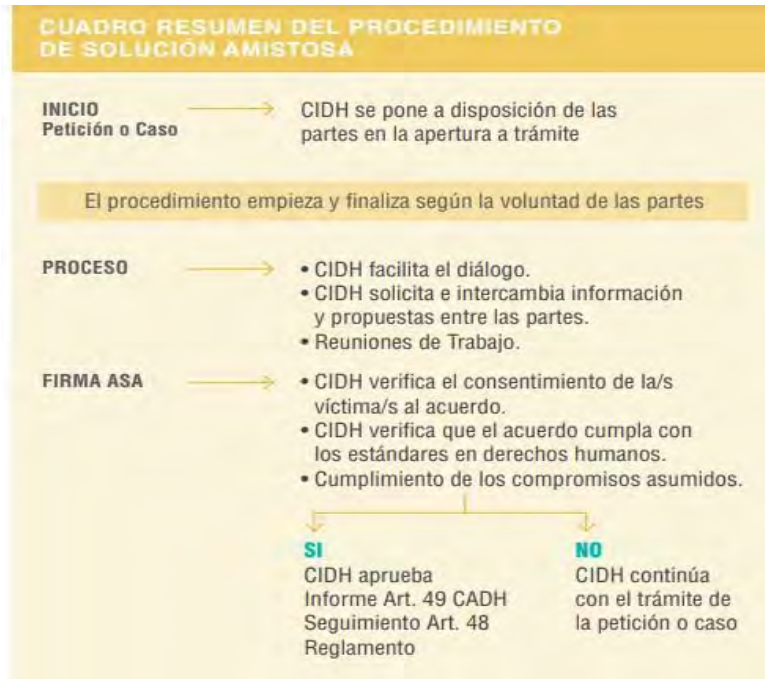 CUADRO RESUMEN DEL PROCEDIMIENTO
DE SOLUCIÓN AMISTOSA
INICIO
Petición o Caso
CIDH se pone a disposición de las
partes en la apertura a trámite
El procedimiento empieza y finaliza según la voluntad de las partes
PROCESO
• CIDH facilita el diálogo.
• CIDH solicita e intercambia información
y propuestas entre las partes.
• Reuniones de Trabajo.
FIRMA ASA
• CIDH verifica el consentimiento de la/s
víctima/s al acuerdo.
• CIDH verifica que el acuerdo cumpla con
los estándares en derechos humanos.
• Cumplimiento de los compromisos asumidos.
SI
CIDH aprueba
Informe Art. 49 CADH
Seguimiento Art. 48
Reglamento
NO
CIDH continúa
con el trámite de
la petición o caso